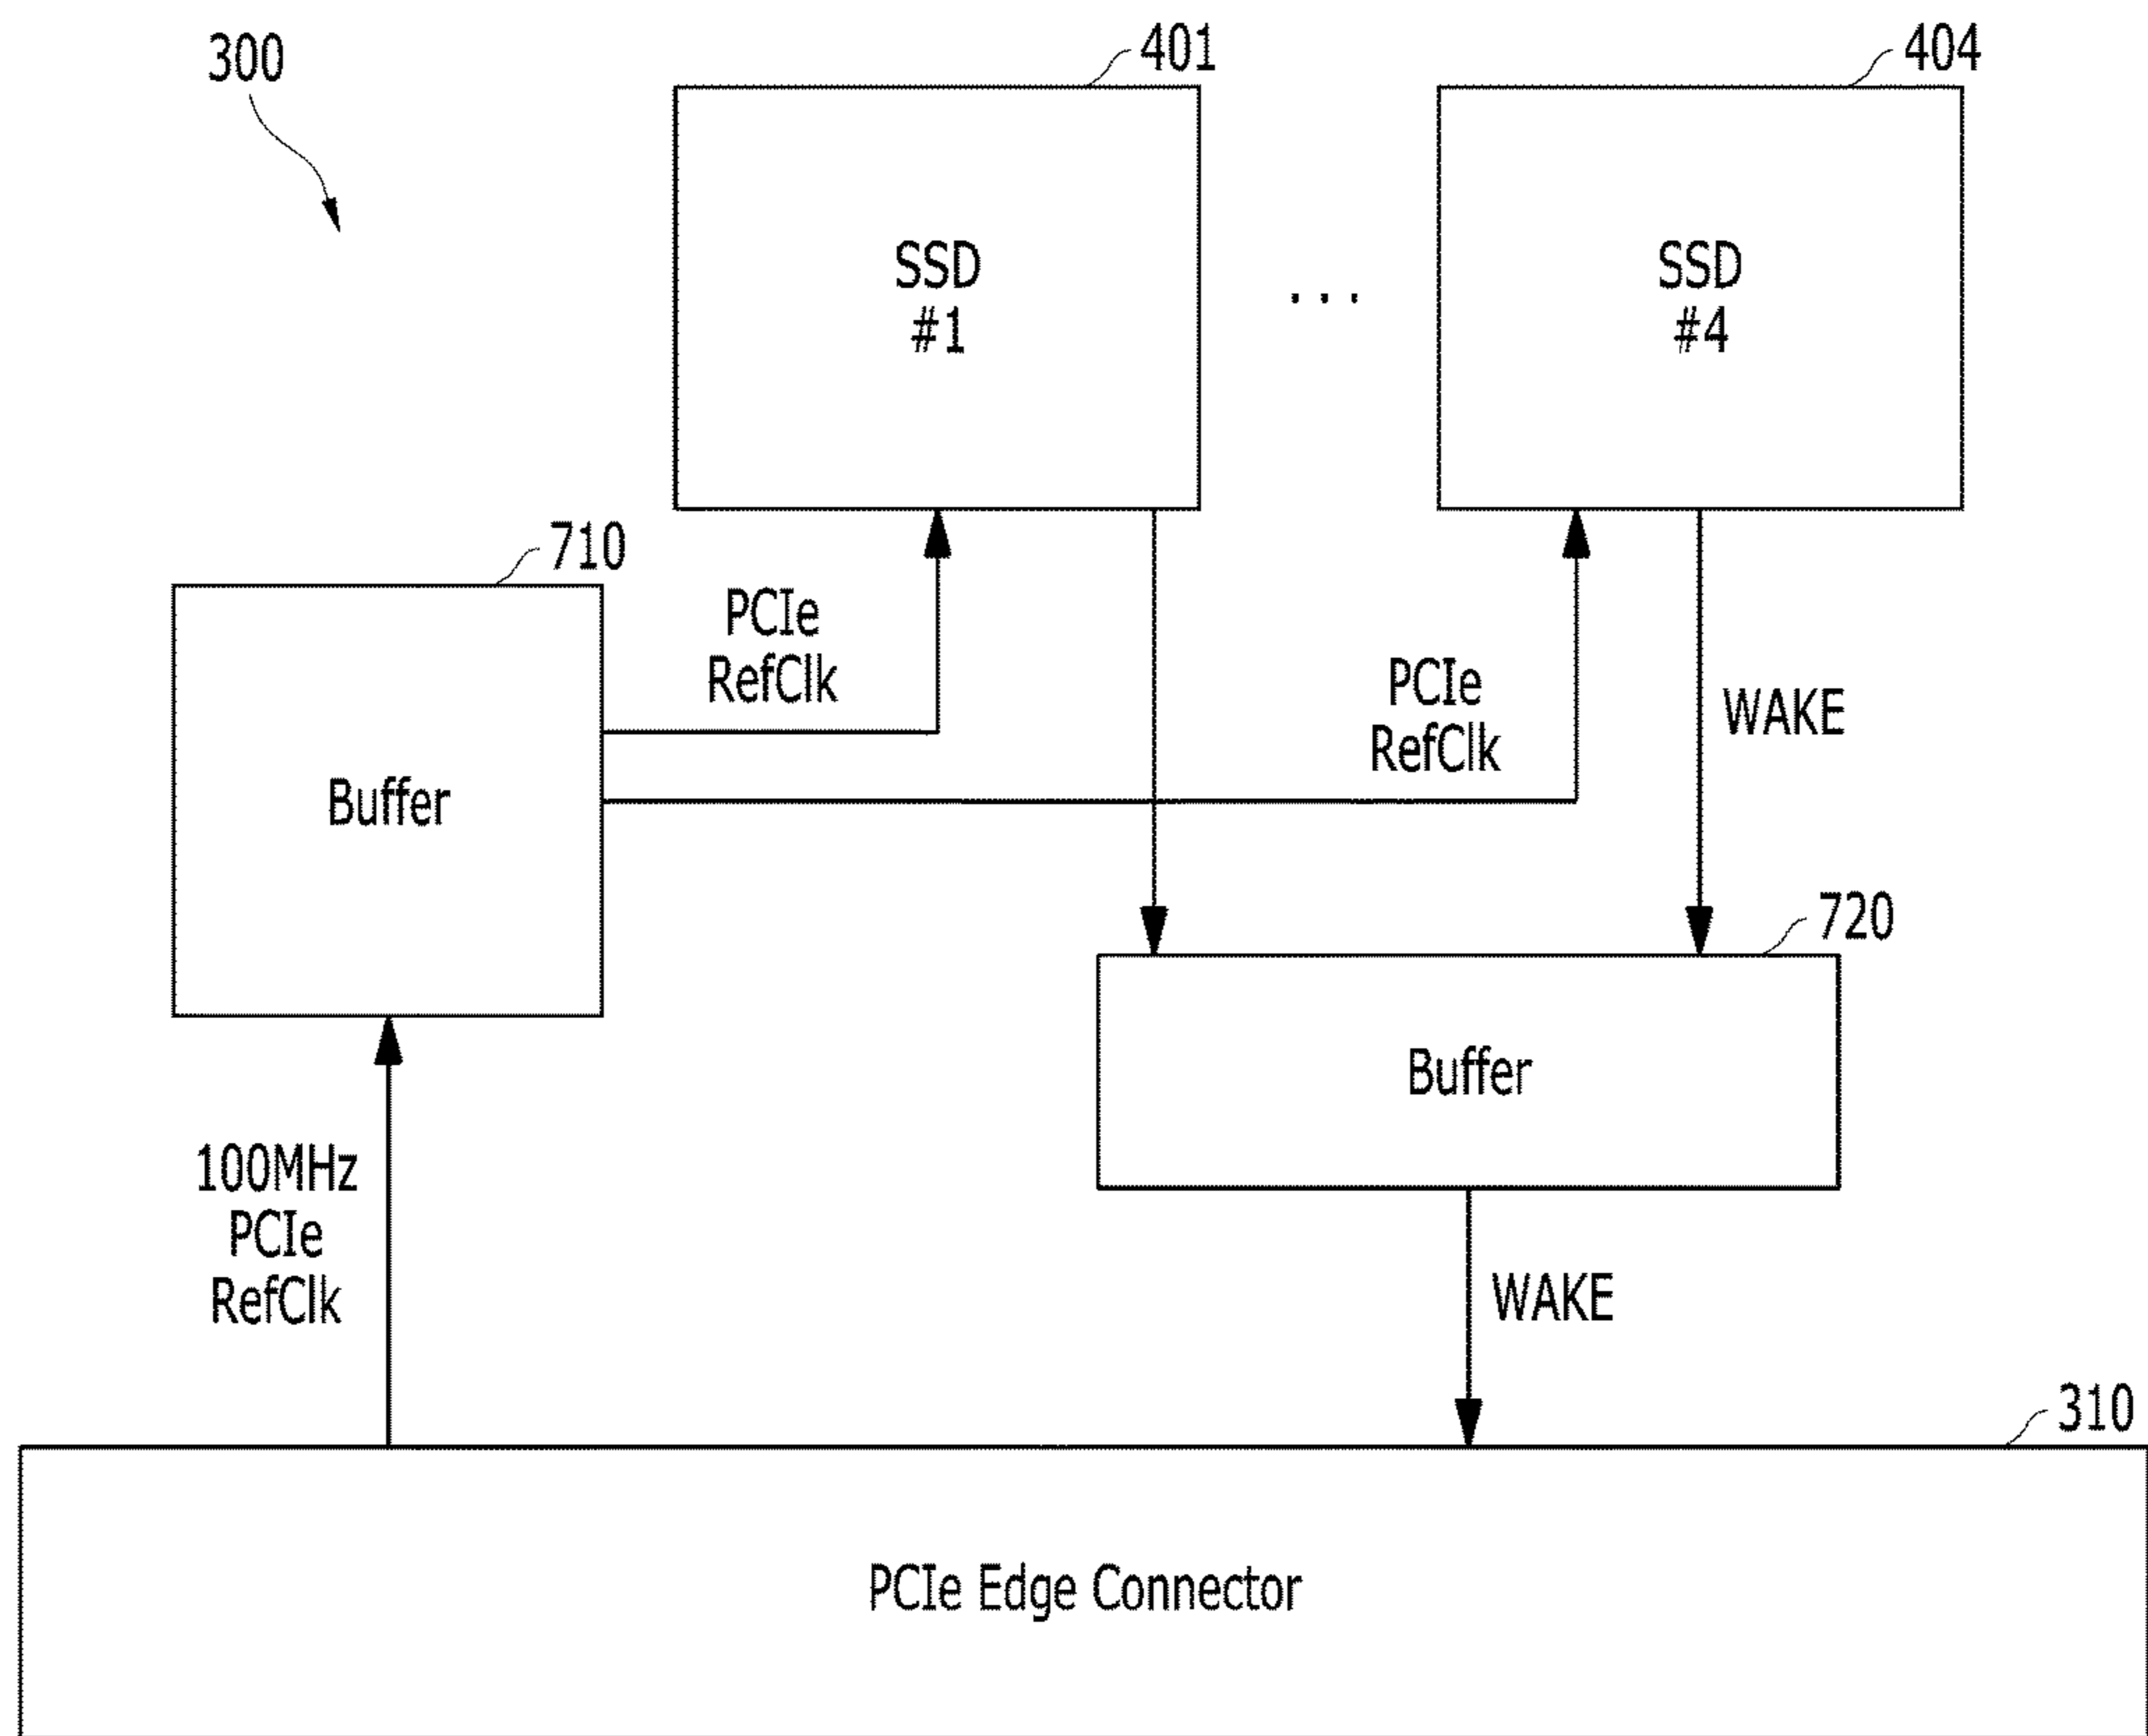 300
401
404
SSD
#1
. . .
SSD
#4
710
PCIe
RefClk
PCIe
RefClk
WAKE
Buffer
720
Buffer
100MHz
PCIe
RefClk
WAKE
310
PCIe Edge Connector